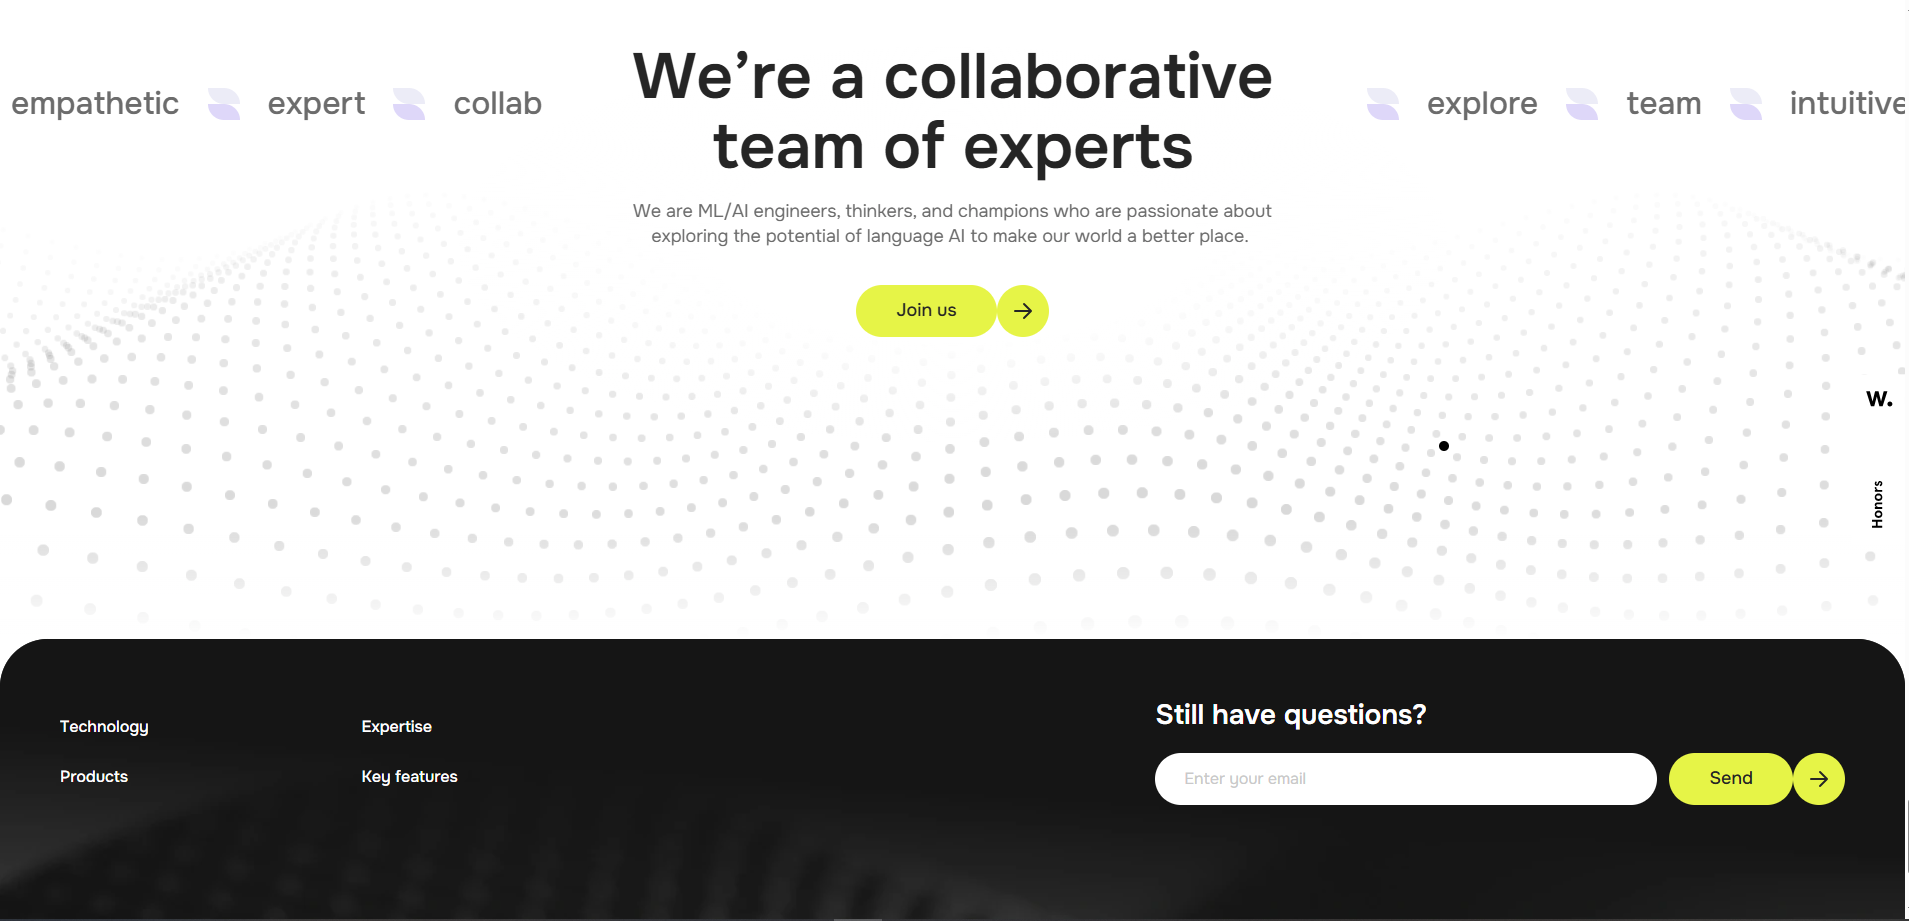 empathetic expert collab
We’re a collaborative
team of experts
explore team intuitive
We are ML/AI engineers, thinkers, and champions who are passionate about
exploring the potential of language AI to make our world a better place.
Join us
W.
Honors
Technology
Expertise
Products
Key features
Still have questions?
Enter your email
Send